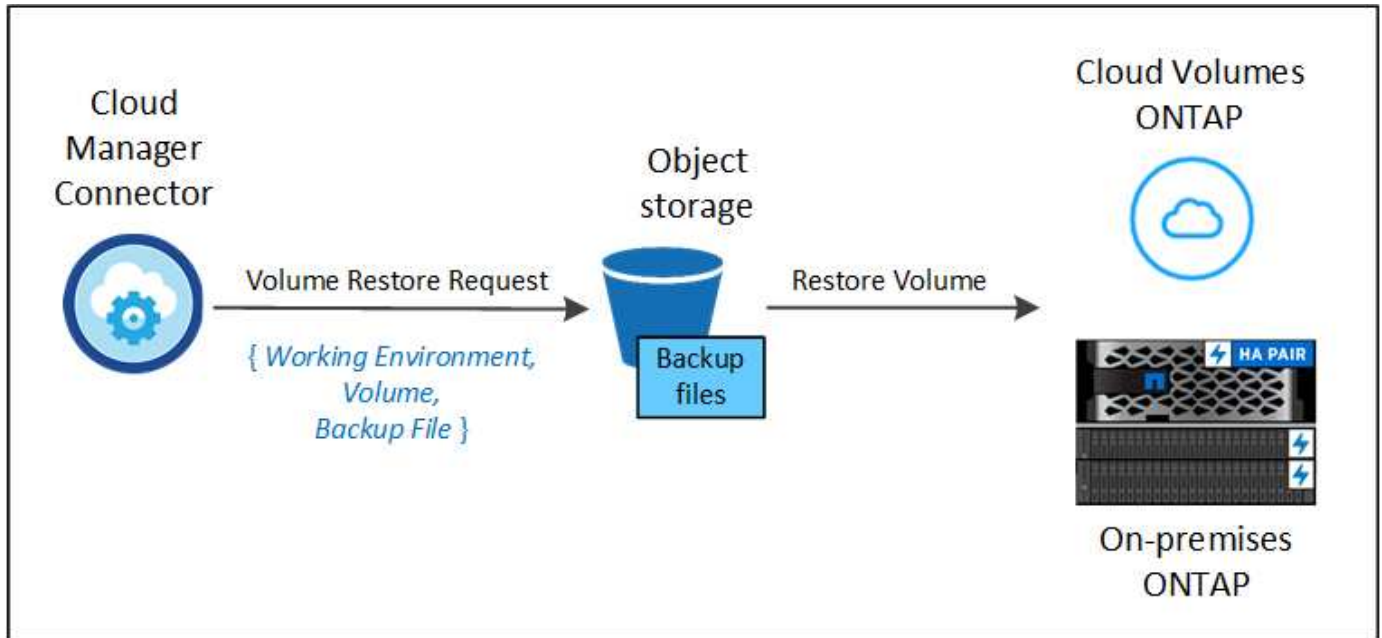 Cloud
Manager
Connector
Volume Restore Request
{ Working Environment,
Volume,
Backup File }
Object
storage
Backup
files
Restore Volume
Cloud Volumes
ONTAP
HA PAIR
On-premises
ONTAP